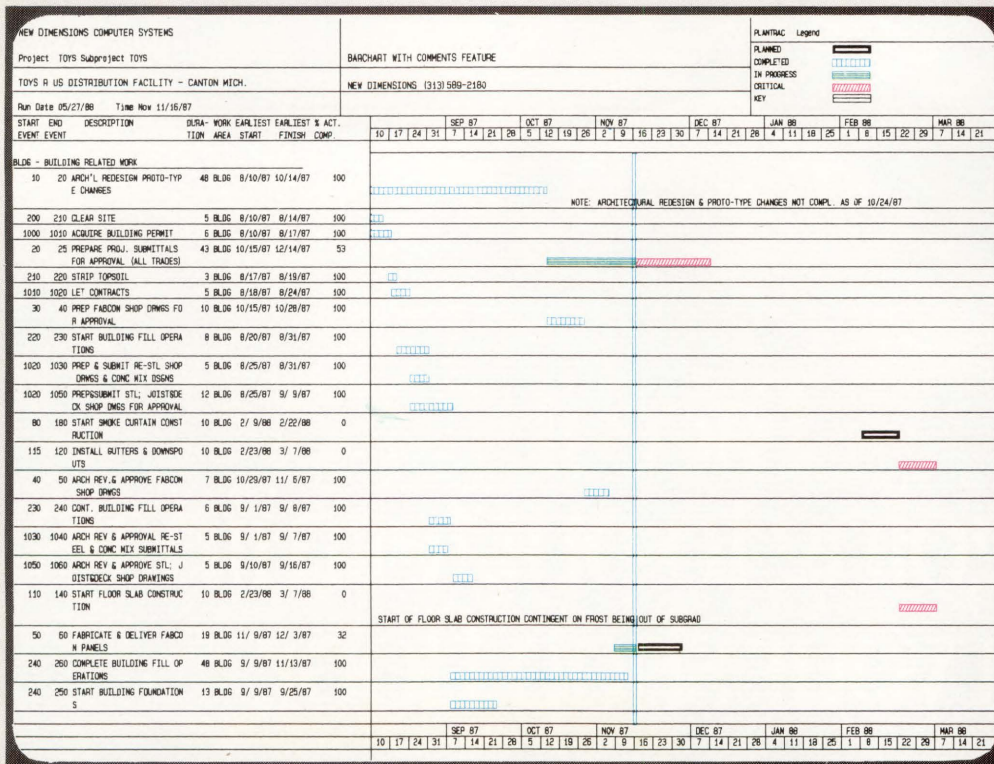 NEW DIMENSIONS COMPUTER SYSTEMS
Project TOYS Subproject TOYS
BARCHART WITH COMMENTS FEATURE
TOYS R US DISTRIBUTION FACILITY - CANTON MICH.
NEW DIMENSIONS (313) 589-2180
Run Date 05/27/88 Time Now 11/16/87
PLANTRAC Legend
PLANNED
COMPLETED
IN PROGRESS
CRITICAL
KEY
START END DESCRIPTION DURA- WORK EARLIEST EARLIEST % ACT.
EVENT EVENT TION AREA START FINISH COMP.
SEP 87 OCT 87 NOV 87 DEC 87 JAN 88 FEB 88 MAR 88
10 17 24 31 7 14 21 28 5 12 19 26 2 9 16 23 30 7 14 21 28 4 11 18 25 1 8 15 22 29 7 14 21
BLDG - BUILDING RELATED WORK
10 20 ARCH'L REDESIGN PROTO-TYP 48 BLDG 8/10/87 10/14/87 100
E CHANGES
NOTE: ARCHITECTURAL REDESIGN & PROTO-TYPE CHANGES NOT COMPL. AS OF 10/24/87
200 210 CLEAR SITE 5 BLDG 8/10/87 8/14/87 100
1000 1010 ACQUIRE BUILDING PERMIT 6 BLDG 8/10/87 8/17/87 100
20 25 PREPARE PROJ. SUBMITTALS 43 BLDG 10/15/87 12/14/87 53
FOR APPROVAL (ALL TRADES)
210 220 STRIP TOPSOIL 3 BLDG 8/17/87 8/19/87 100
1010 1020 LET CONTRACTS 5 BLDG 8/18/87 8/24/87 100
30 40 PREP FABCON SHOP DRWGS FO 10 BLDG 10/15/87 10/28/87 100
R APPROVAL
220 230 START BUILDING FILL OPERA 8 BLDG 8/20/87 8/31/87 100
TIONS
1020 1030 PREP & SUBMIT RE-STL SHOP 5 BLDG 8/25/87 8/31/87 100
DRWGS & CONC MIX DSGNS
1020 1050 PREP&SUBMIT STL; JOIST&DE 12 BLDG 8/25/87 9/ 9/87 100
CK SHOP DWGS FOR APPROVAL
80 180 START SMOKE CURTAIN CONST 10 BLDG 2/ 9/88 2/22/88 0
RUCTION
115 120 INSTALL GUTTERS & DOWNSPO 10 BLDG 2/23/88 3/ 7/88 0
UTS
40 50 ARCH REV.& APPROVE FABCON 7 BLDG 10/29/87 11/ 6/87 100
SHOP DRWGS
230 240 CONT. BUILDING FILL OPERA 6 BLDG 9/ 1/87 9/ 8/87 100
TIONS
1030 1040 ARCH REV & APPROVAL RE-ST 5 BLDG 9/ 1/87 9/ 7/87 100
EEL & CONC MIX SUBMITTALS
1050 1060 ARCH REV & APPROVE STL; J 5 BLDG 9/10/87 9/16/87 100
OIST&DECK SHOP DRAWINGS
110 140 START FLOOR SLAB CONSTRUC 10 BLDG 2/23/88 3/ 7/88 0
TION
START OF FLOOR SLAB CONSTRUCTION CONTINGENT ON FROST BEING OUT OF SUBGRAD
50 60 FABRICATE & DELIVER FABCO 19 BLDG 11/ 9/87 12/ 3/87 32
N PANELS
240 260 COMPLETE BUILDING FILL OP 48 BLDG 9/ 9/87 11/13/87 100
ERATIONS
240 250 START BUILDING FOUNDATION 13 BLDG 9/ 9/87 9/25/87 100
S
SEP 87 OCT 87 NOV 87 DEC 87 JAN 88 FEB 88 MAR 88
10 17 24 31 7 14 21 28 5 12 19 26 2 9 16 23 30 7 14 21 28 4 11 18 25 1 8 15 22 29 7 14 21